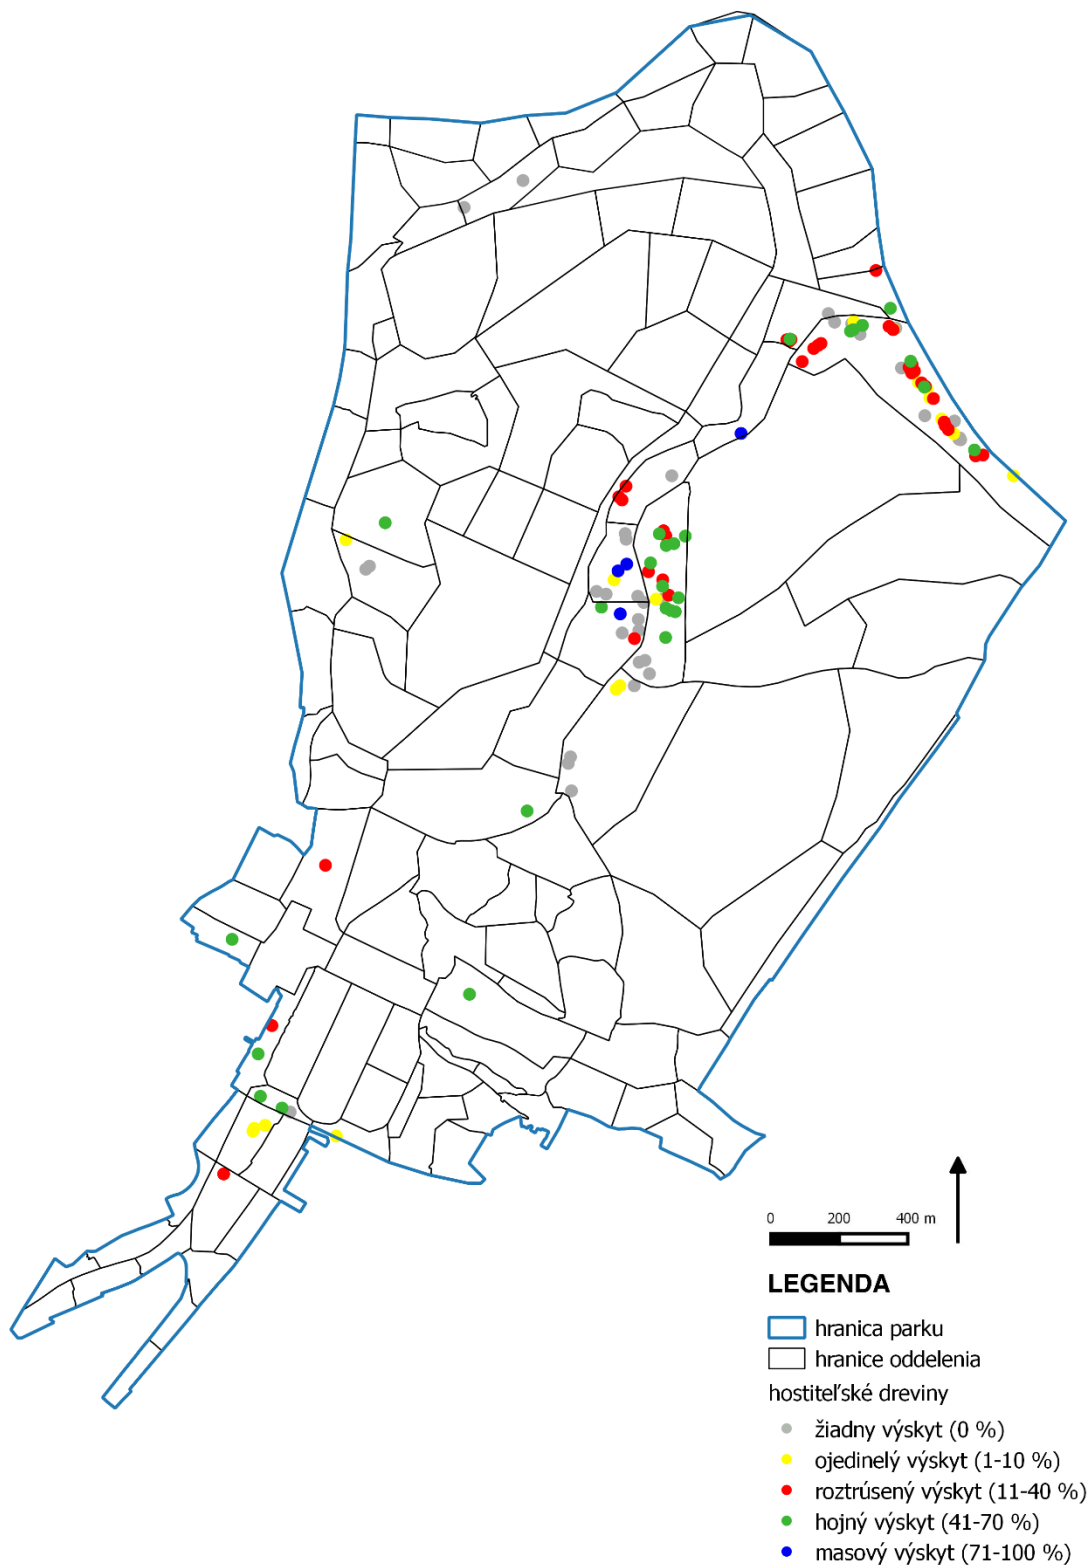 0 200 400 m
LEGENDA
hranica parku
hranice oddelenia
hostiteľské dreviny
žiadny výskyt (0 %)
ojedinelý výskyt (1-10 %)
roztrúsený výskyt (11-40 %)
hojný výskyt (41-70 %)
masový výskyt (71-100 %)